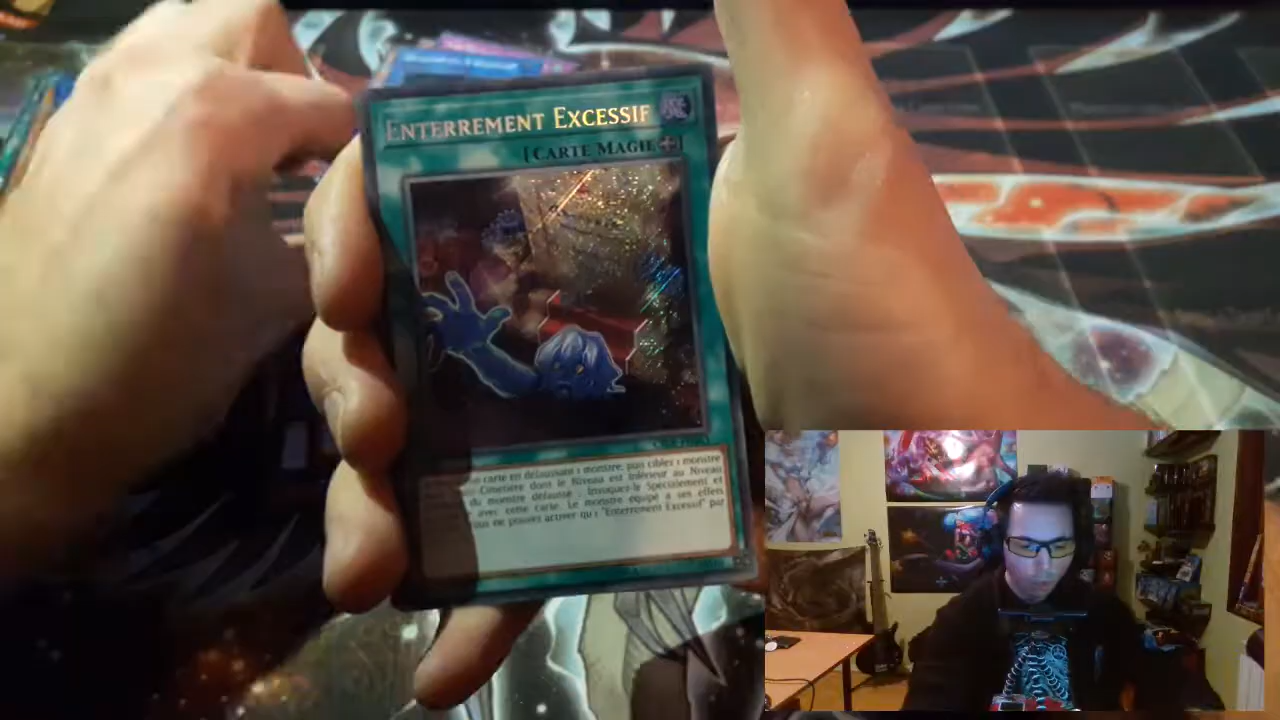 ENTERREMENT EXCESSIF
[CARTE MAGIE]
carte en défaussant 1 monstre, puis ciblez 1 monstre
Cimetière dont le Niveau est inférieur au Niveau
du monstre défaussé ; Invoquez-le Spécialement et
avec cette carte. Le monstre équipé a ses effets
ne pouvez activer qu'1 "Enterrement Excessif" par